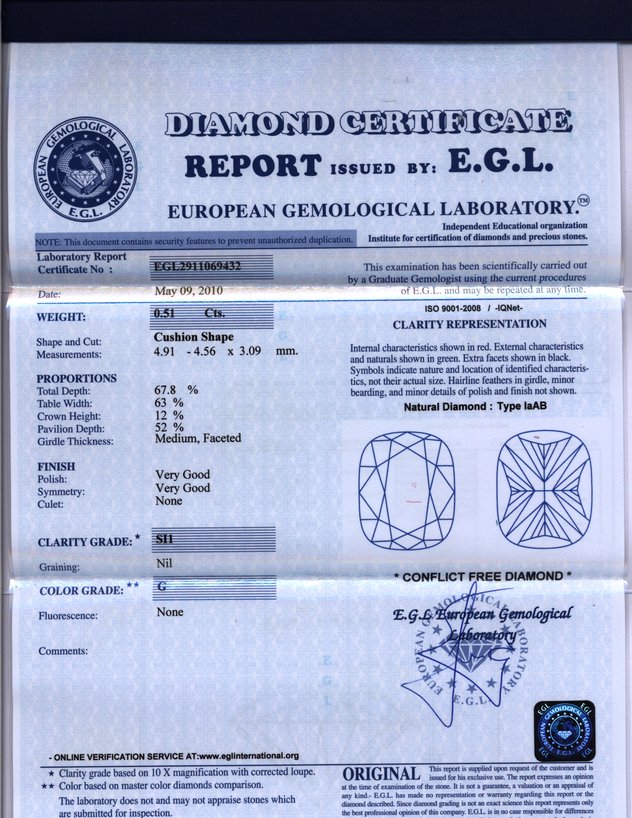 DIAMOND CERTIFICATE
REPORT ISSUED BY: E.G.L.
EUROPEAN GEMOLOGICAL LABORATORY.™
EUROPEAN GEMOLOGICAL LABORATORY
E.G.L.
Independent Educational organization
Institute for certification of diamonds and precious stones.
NOTE: This document contains security features to prevent unauthorized duplication.
Laboratory Report
Certificate No : EGL2911069432
Date: May 09, 2010
WEIGHT: 0.51 Cts.
Shape and Cut: Cushion Shape
Measurements: 4.91 - 4.56 x 3.09 mm.
PROPORTIONS
Total Depth: 67.8 %
Table Width: 63 %
Crown Height: 12 %
Pavilion Depth: 52 %
Girdle Thickness: Medium, Faceted
FINISH
Polish: Very Good
Symmetry: Very Good
Culet: None
CLARITY GRADE: * SI1
Graining: Nil
COLOR GRADE: ** G
Fluorescence: None
Comments:
This examination has been scientifically carried out
by a Graduate Gemologist using the current procedures
of E.G.L. and may be repeated at any time.
ISO 9001-2008 / -IQNet-
CLARITY REPRESENTATION
Internal characteristics shown in red. External characteristics
and naturals shown in green. Extra facets shown in black.
Symbols indicate nature and location of identified characteris-
tics, not their actual size. Hairline feathers in girdle, minor
bearding, and minor details of polish and finish not shown.
Natural Diamond : Type IaAB
* CONFLICT FREE DIAMOND *
E.G.L European Gemological
Laboratory
EUROPEAN GEMOLOGICAL LABORATORY
E.G.L.
EGL EGL
EGL EGL
- ONLINE VERIFICATION SERVICE AT:www.eglinternational.org
★ Clarity grade based on 10 X magnification with corrected loupe.
★★ Color based on master color diamonds comparison.
The laboratory does not and may not appraise stones which
are submitted for inspection.
ORIGINAL This report is supplied upon request of the customer and is
issued for his exclusive use. The report expresses an opinion
at the time of examination of the stone. It is not a guarantee, a valuation or an appraisal of
any kind.- E.G.L. has made no representation or warranty regarding this report or the
diamond described. Since diamond grading is not an exact science this report represents only
the best professional opinion of this company. E.G.L. is in no case responsible for differences